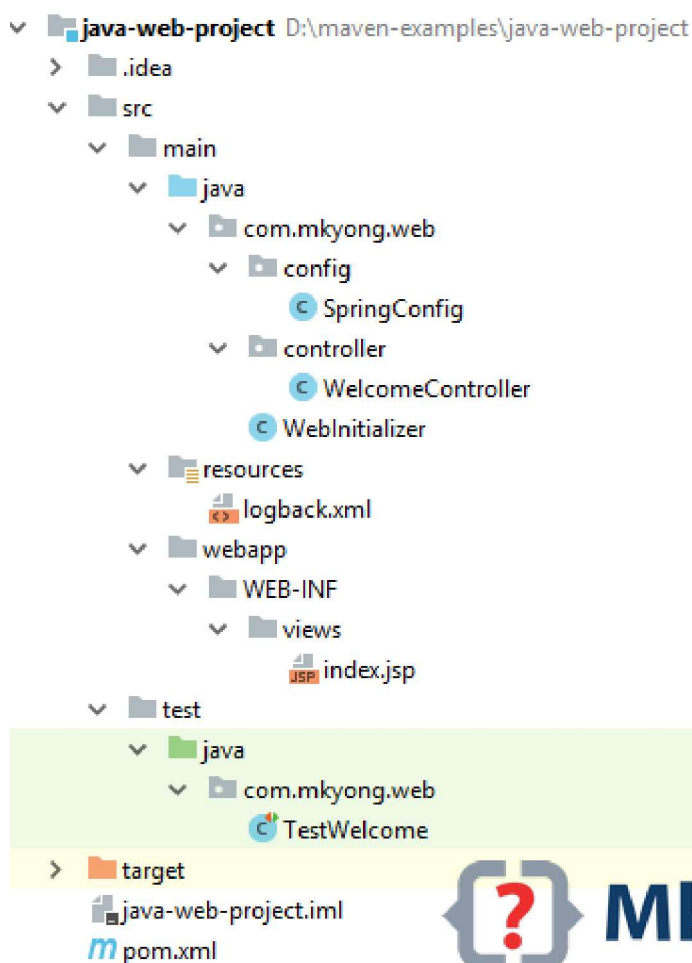 java-web-project D:\maven-examples\java-web-project
.idea
src
main
java
com.mkyong.web
config
C SpringConfig
controller
C WelcomeController
C WebInitializer
resources
<> logback.xml
webapp
WEB-INF
views
JSP index.jsp
test
java
com.mkyong.web
C TestWelcome
target
java-web-project.iml
m pom.xml
{?}